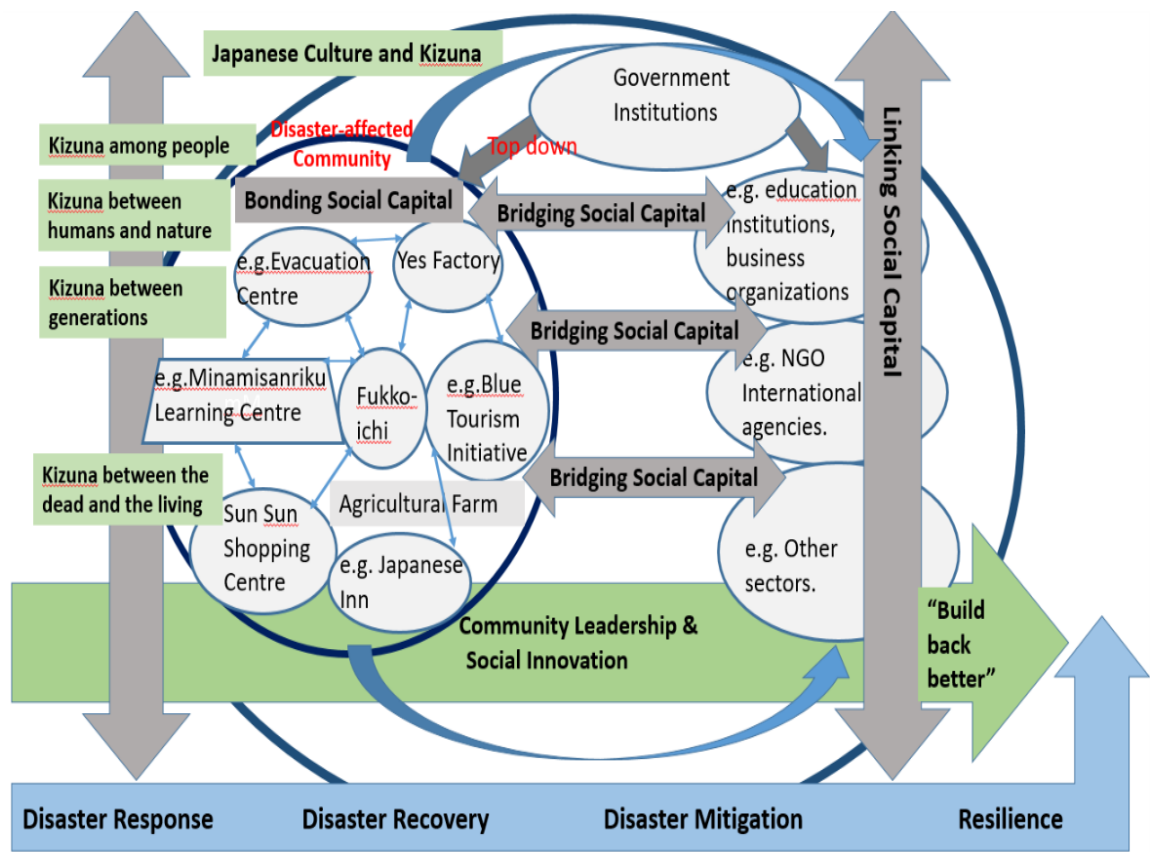 Japanese Culture and Kizuna
Government
Institutions
Disaster-affected
Community
Top down
Kizuna among people
Kizuna between
humans and nature
Kizuna between
generations
Kizuna between the
dead and the living
Bonding Social Capital
Bridging Social Capital
Bridging Social Capital
Bridging Social Capital
Linking Social Capital
e.g. education
institutions,
business
organizations
e.g. NGO
International
agencies.
e.g. Other
sectors.
e.g.Evacuation
Centre
Yes Factory
e.g.Minamisanriku
Learning Centre
Fukko-
ichi
e.g.Blue
Tourism
Initiative
Agricultural Farm
Sun Sun
Shopping
Centre
e.g. Japanese
Inn
Community Leadership &
Social Innovation
“Build
back
better”
Disaster Response
Disaster Recovery
Disaster Mitigation
Resilience